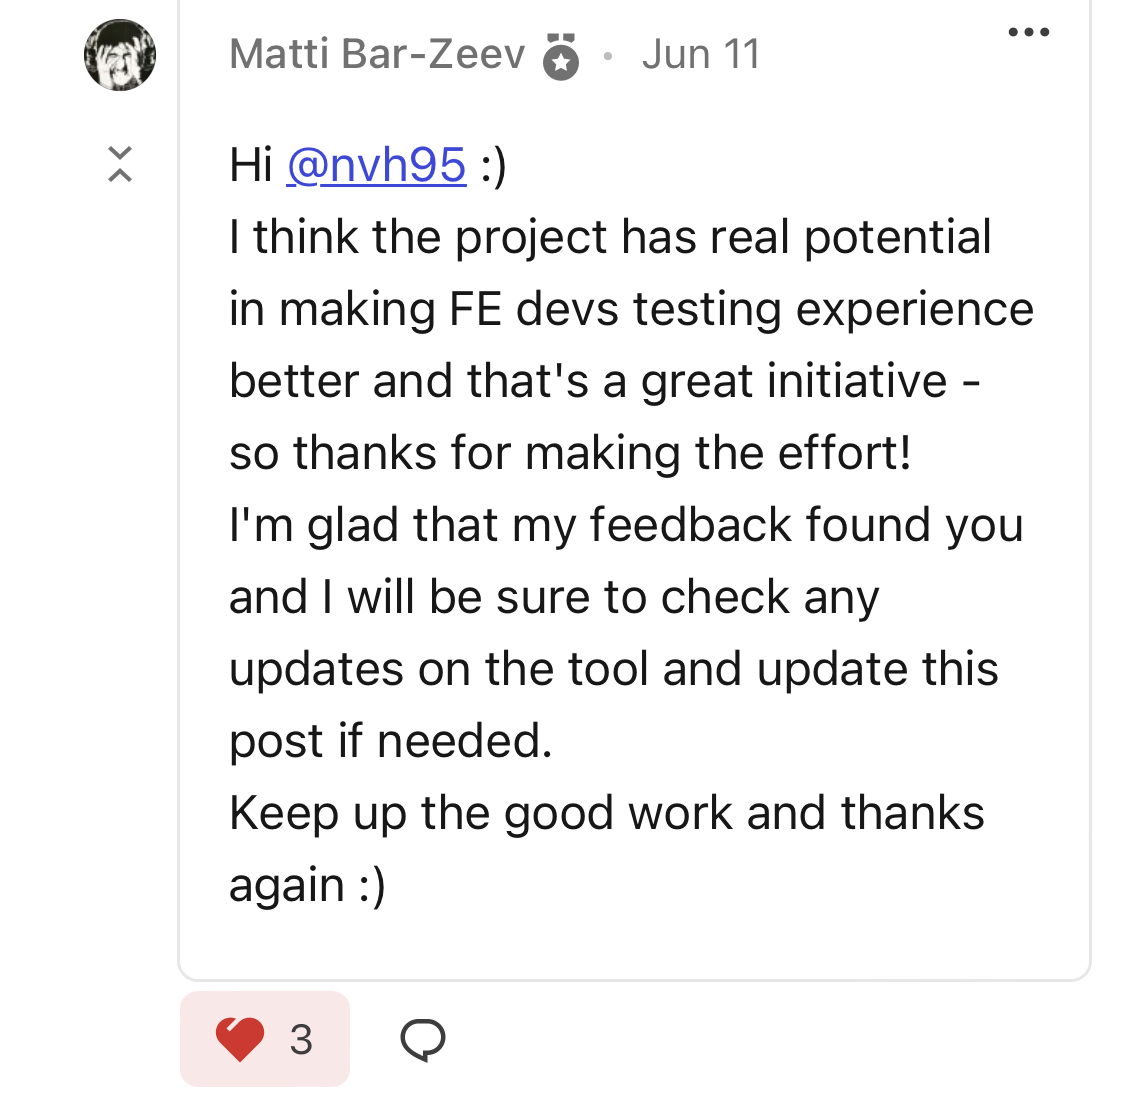 Matti Bar-Zeev • Jun 11
Hi @nvh95 :)
I think the project has real potential
in making FE devs testing experience
better and that's a great initiative -
so thanks for making the effort!
I'm glad that my feedback found you
and I will be sure to check any
updates on the tool and update this
post if needed.
Keep up the good work and thanks
again :)
3